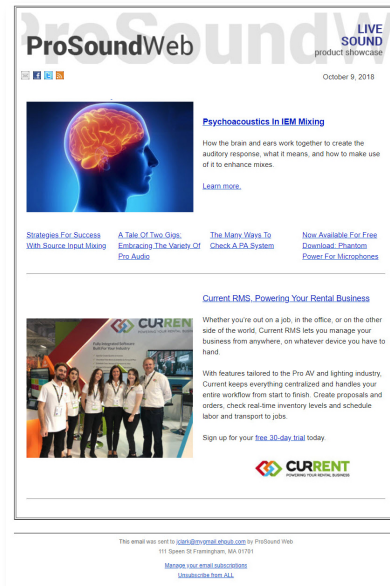 ProSoundWeb
LIVE
SOUND
product showcase
October 9, 2018
Psychoacoustics In IEM Mixing
How the brain and ears work together to create the
auditory response, what it means, and how to make use
of it to enhance mixes.
Learn more.
Strategies For Success
With Source Input Mixing
A Tale Of Two Gigs:
Embracing The Variety Of
Pro Audio
The Many Ways To
Check A PA System
Now Available For Free
Download: Phantom
Power For Microphones
Current RMS, Powering Your Rental Business
CURRENT
Whether you're out on a job, in the office, or on the other
side of the world, Current RMS lets you manage your
business from anywhere, on whatever device you have to
hand.
With features tailored to the Pro AV and lighting industry,
Current keeps everything centralized and handles your
entire workflow from start to finish. Create proposals and
orders, check real-time inventory levels and schedule
labor and transport to jobs.
Sign up for your free 30-day trial today.
CURRENT
POWERING YOUR RENTAL BUSINESS
This email was sent to jclark@mygmail.ehpub.com by ProSound Web
111 Speen St Framingham, MA 01701
Manage your email subscriptions
Unsubscribe from ALL